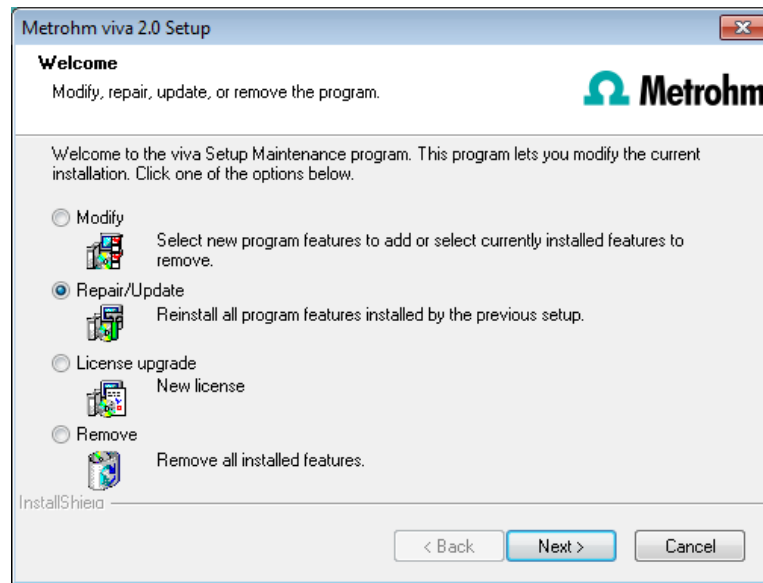 Metrohm viva 2.0 Setup
Welcome
Modify, repair, update, or remove the program.
Metrohm
Welcome to the viva Setup Maintenance program. This program lets you modify the current
installation. Click one of the options below.
Modify
Select new program features to add or select currently installed features to
remove.
Repair/Update
Reinstall all program features installed by the previous setup.
License upgrade
New license
Remove
Remove all installed features.
InstallShield
< Back
Next >
Cancel